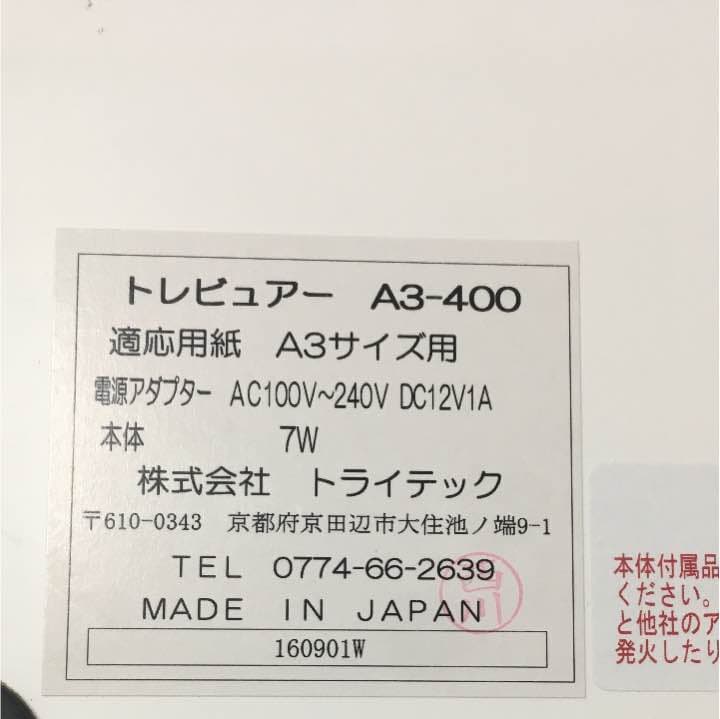 トレビュアー A3-400
適応用紙 A3サイズ用
電源アダプター AC100V~240V DC12V1A
本体 7W
株式会社 トライテック
〒610-0343 京都府京田辺市大住池ノ端9-1
TEL 0774-66-2639
MADE IN JAPAN
160901W
本体付属品
ください。
と他社のア
発火したり